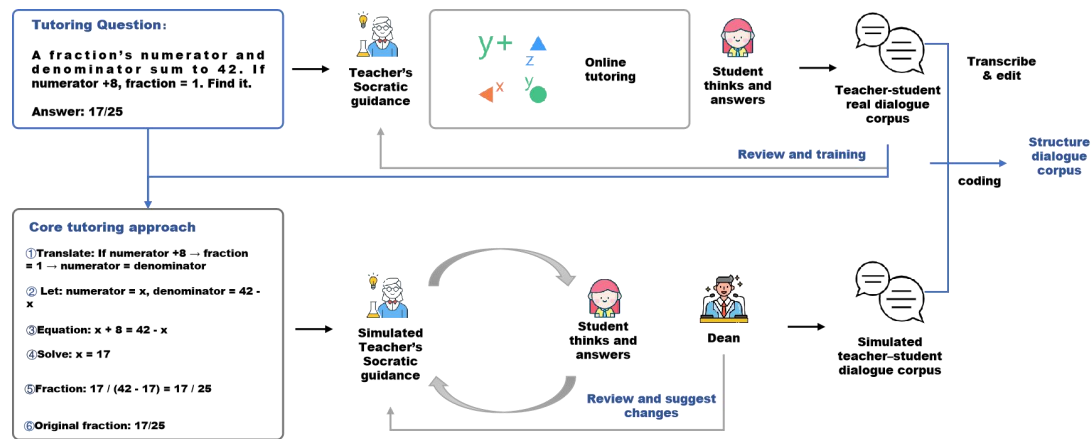 Tutoring Question:
A fraction's numerator and
denominator sum to 42. If
numerator +8, fraction = 1. Find it.
Answer: 17/25
Teacher's
Socratic
guidance
y+
z
x
y
Online
tutoring
Student
thinks and
answers
Teacher-student
real dialogue
corpus
Transcribe
& edit
Review and training
Structure
dialogue
corpus
coding
Core tutoring approach
①Translate: If numerator +8 → fraction
= 1 → numerator = denominator
② Let: numerator = x, denominator = 42 -
x
③Equation: x + 8 = 42 - x
④Solve: x = 17
⑤Fraction: 17 / (42 - 17) = 17 / 25
⑥Original fraction: 17/25
Simulated
Teacher's
Socratic
guidance
Student
thinks and
answers
Dean
Review and suggest
changes
Simulated
teacher–student
dialogue corpus